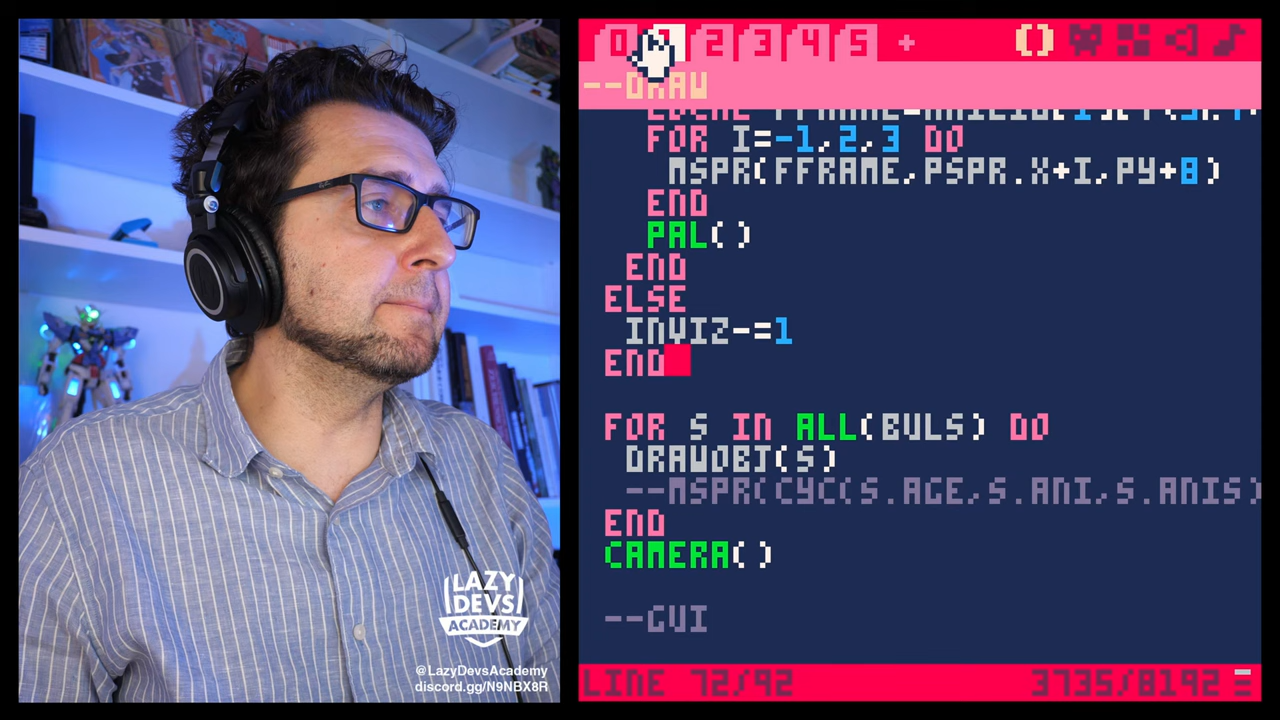 LAZY
DEVS
ACADEMY
@LazyDevsAcademy
discord.gg/N9NBX8R
0 2 3 4 5 + ()
--DRAW
FOR I=-1,2,3 DO
MSPR(FFRAME,PSPR.X+I,PY+8)
END
PAL()
END
ELSE
INVIZ-=1
END
FOR S IN ALL(BULS) DO
DRAWOBJ(S)
--MSPR(CYC(S.AGE,S.ANI,S.ANIS)
END
CAMERA()
--GUI
LINE 72/92 3735/8192